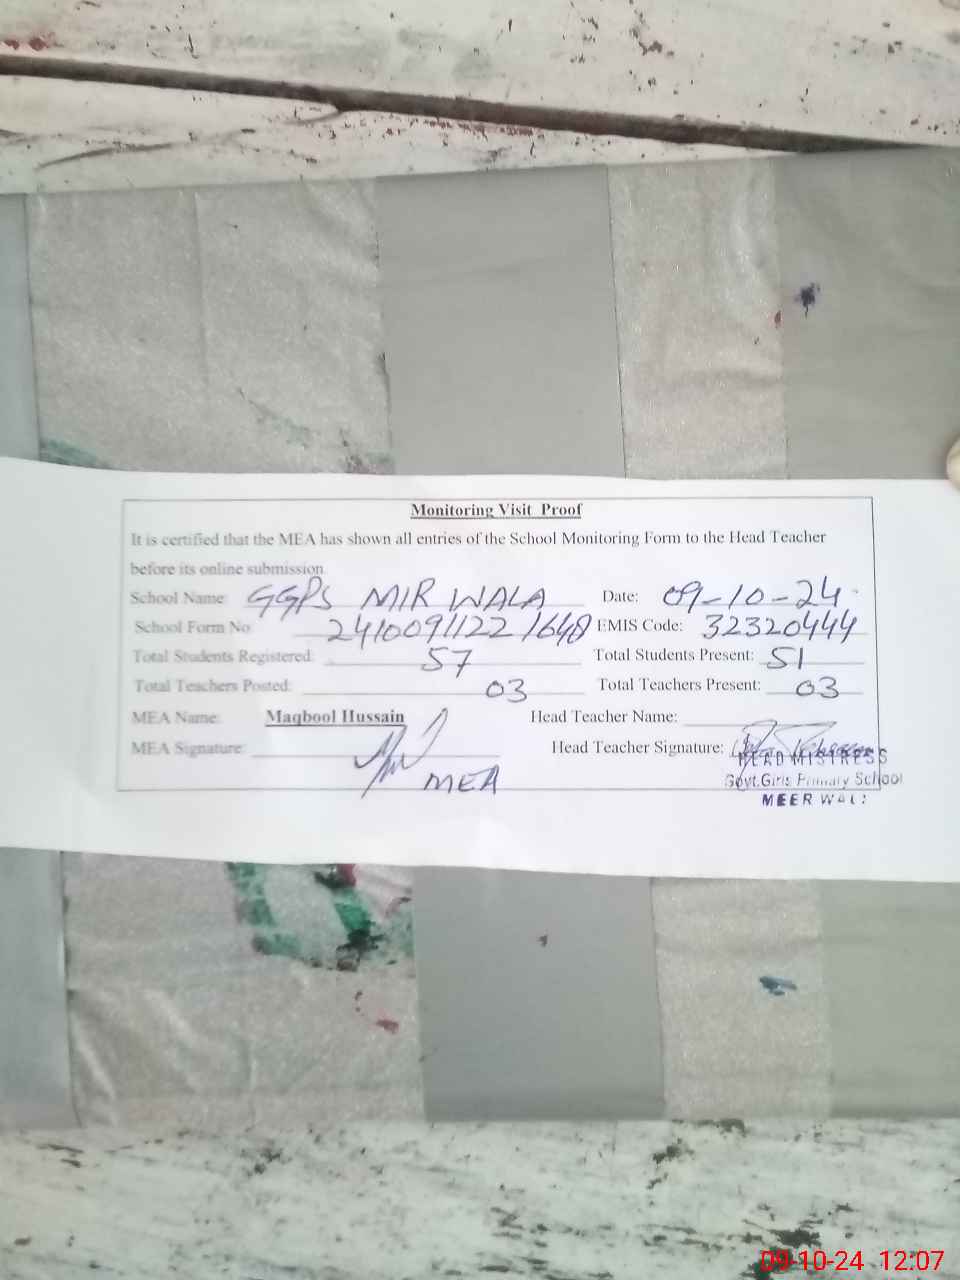 Monitoring Visit Proof
It is certified that the MEA has shown all entries of the School Monitoring Form to the Head Teacher
before its online submission.
School Name: GGPS MIR WALA Date: 09-10-24
School Form No: 24100911221648 EMIS Code: 32320444
Total Students Registered: 57 Total Students Present: 51
Total Teachers Posted: 03 Total Teachers Present: 03
MEA Name: Maqbool Hussain Head Teacher Name:
MEA Signature: Head Teacher Signature:
MEA
HEAD MISTRESS
Govt.Girls Primary School
MEER WALI
09-10-24 12:07